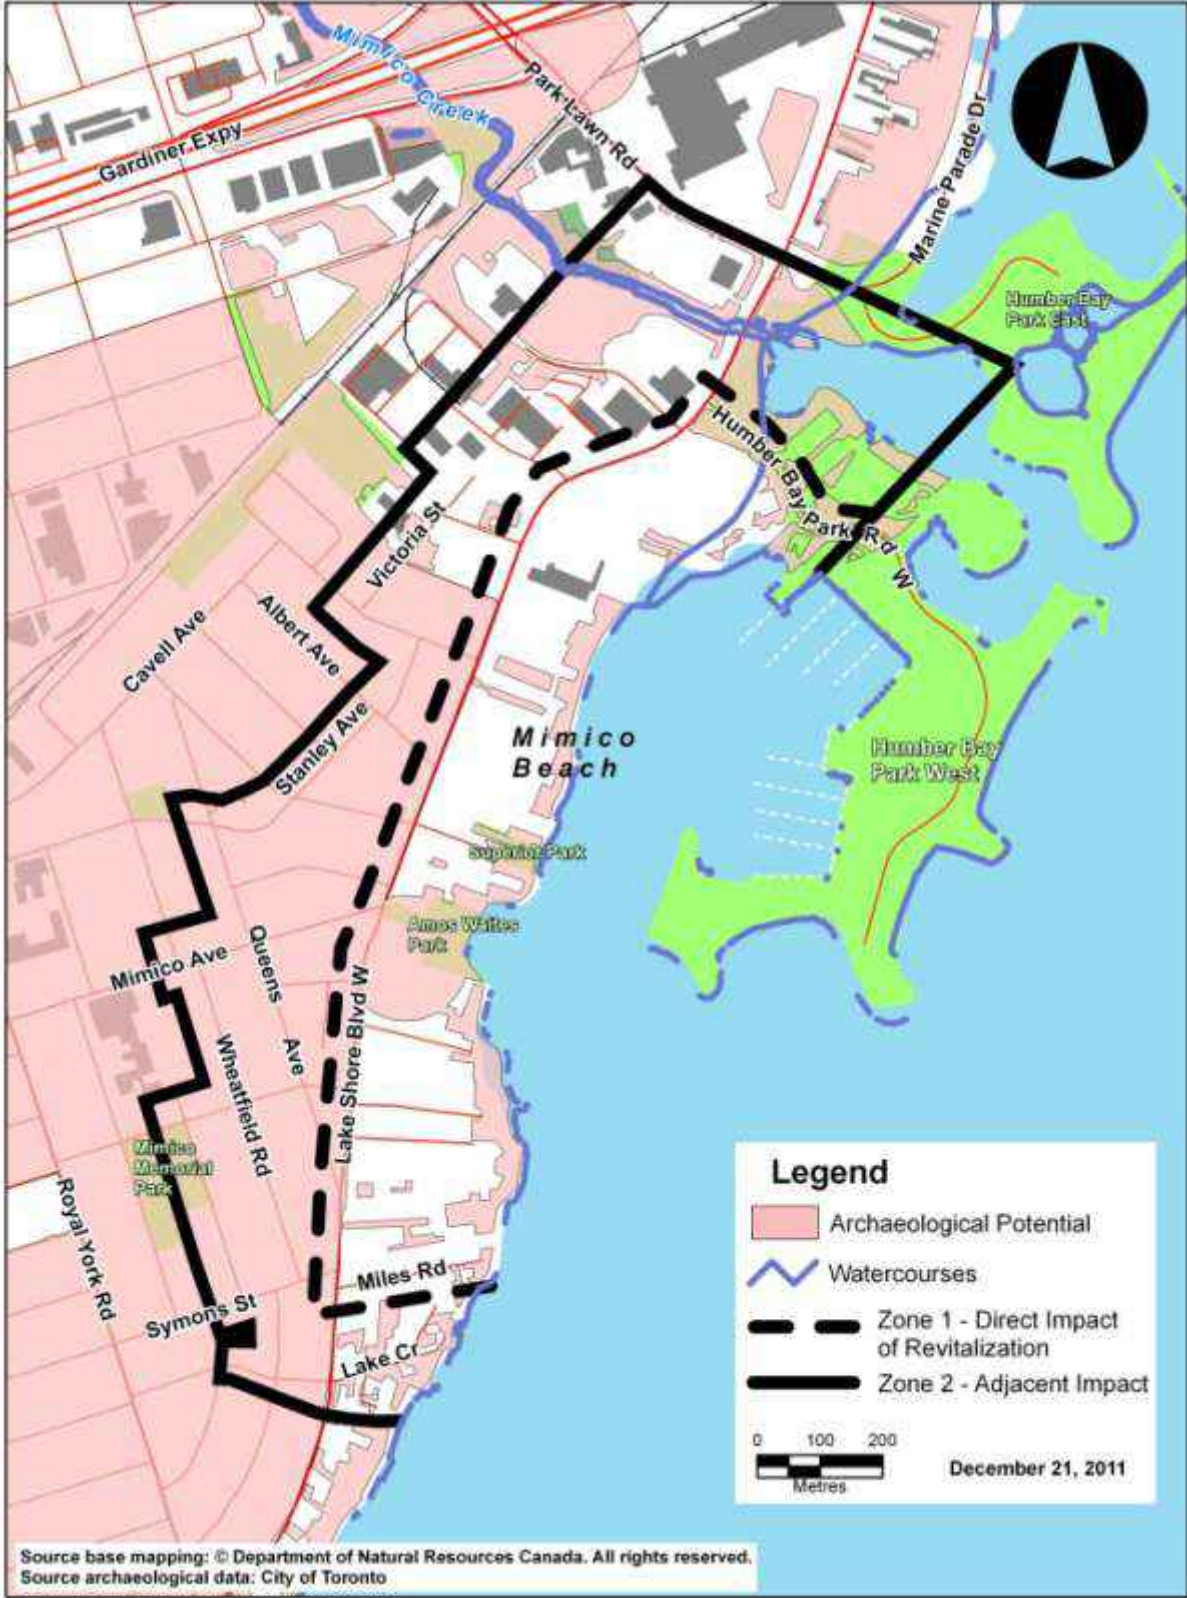 Mimico Creek
Park Lawn Rd
Gardiner Expy
Marine Parade Dr
Humber Bay
Park East
Humber Bay Park Rd W
Victoria St
Albert Ave
Cavell Ave
Stanley Ave
Mimico
Beach
Humber Bay
Park West
Superior Park
Amos Waites
Park
Mimico Ave
Queens Ave
Lake Shore Blvd W
Wheatfield Rd
Mimico
Memorial
Park
Royal York Rd
Miles Rd
Symons St
Lake Cr
Legend
Archaeological Potential
Watercourses
Zone 1 - Direct Impact
of Revitalization
Zone 2 - Adjacent Impact
0 100 200
Metres
December 21, 2011
Source base mapping: © Department of Natural Resources Canada. All rights reserved.
Source archaeological data: City of Toronto